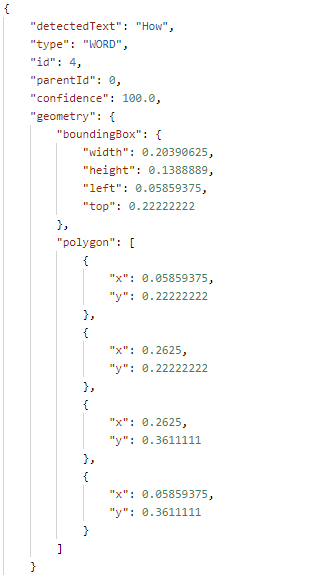 {
"detectedText": "How",
"type": "WORD",
"id": 4,
"parentId": 0,
"confidence": 100.0,
"geometry": {
"boundingBox": {
"width": 0.20390625,
"height": 0.1388889,
"left": 0.05859375,
"top": 0.22222222
},
"polygon": [
{
"x": 0.05859375,
"y": 0.22222222
},
{
"x": 0.2625,
"y": 0.22222222
},
{
"x": 0.2625,
"y": 0.3611111
},
{
"x": 0.05859375,
"y": 0.3611111
}
]
}